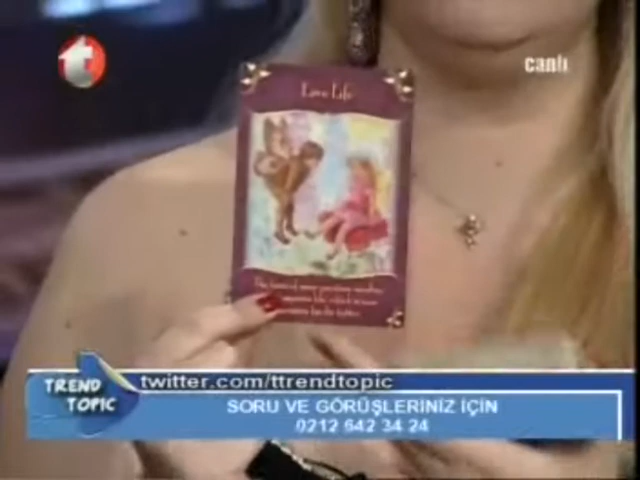 t
canlı
Love Life
TREND
TOPIC
twitter.com/ttrendtopic
SORU VE GÖRÜŞLERİNİZ İÇİN
0212 642 34 24